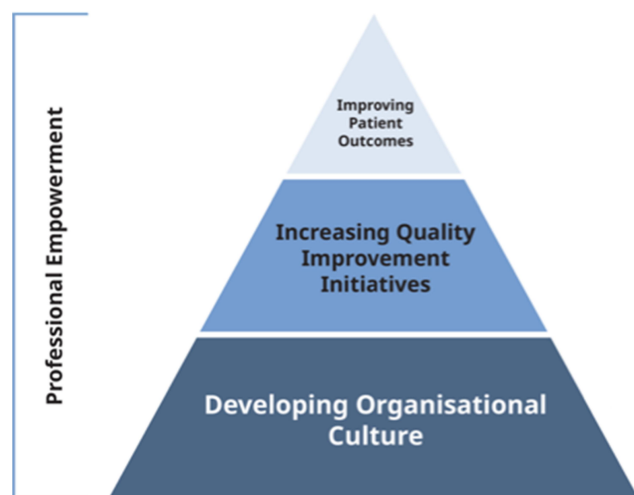 Professional Empowerment
Improving
Patient
Outcomes
Increasing Quality
Improvement
Initiatives
Developing Organisational
Culture